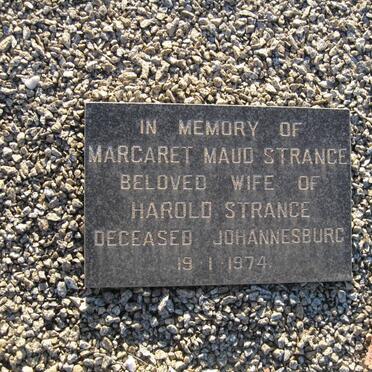 IN MEMORY OF
MARGARET MAUD STRANGE
BELOVED WIFE OF
HAROLD STRANGE
DECEASED JOHANNESBURG
19 1 1974